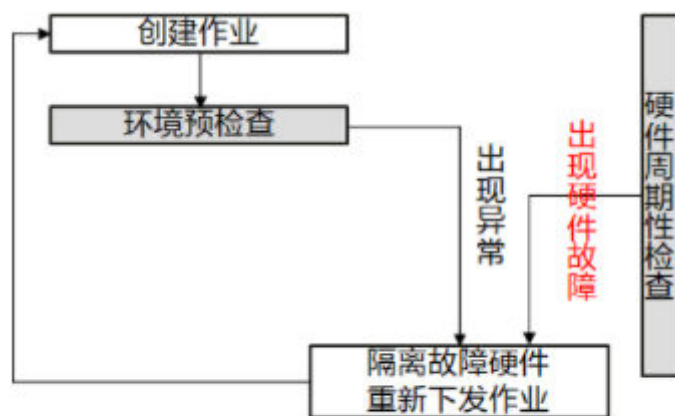 创建作业
环境预检查
出现异常
出现硬件故障
硬件周期性检查
隔离故障硬件
重新下发作业